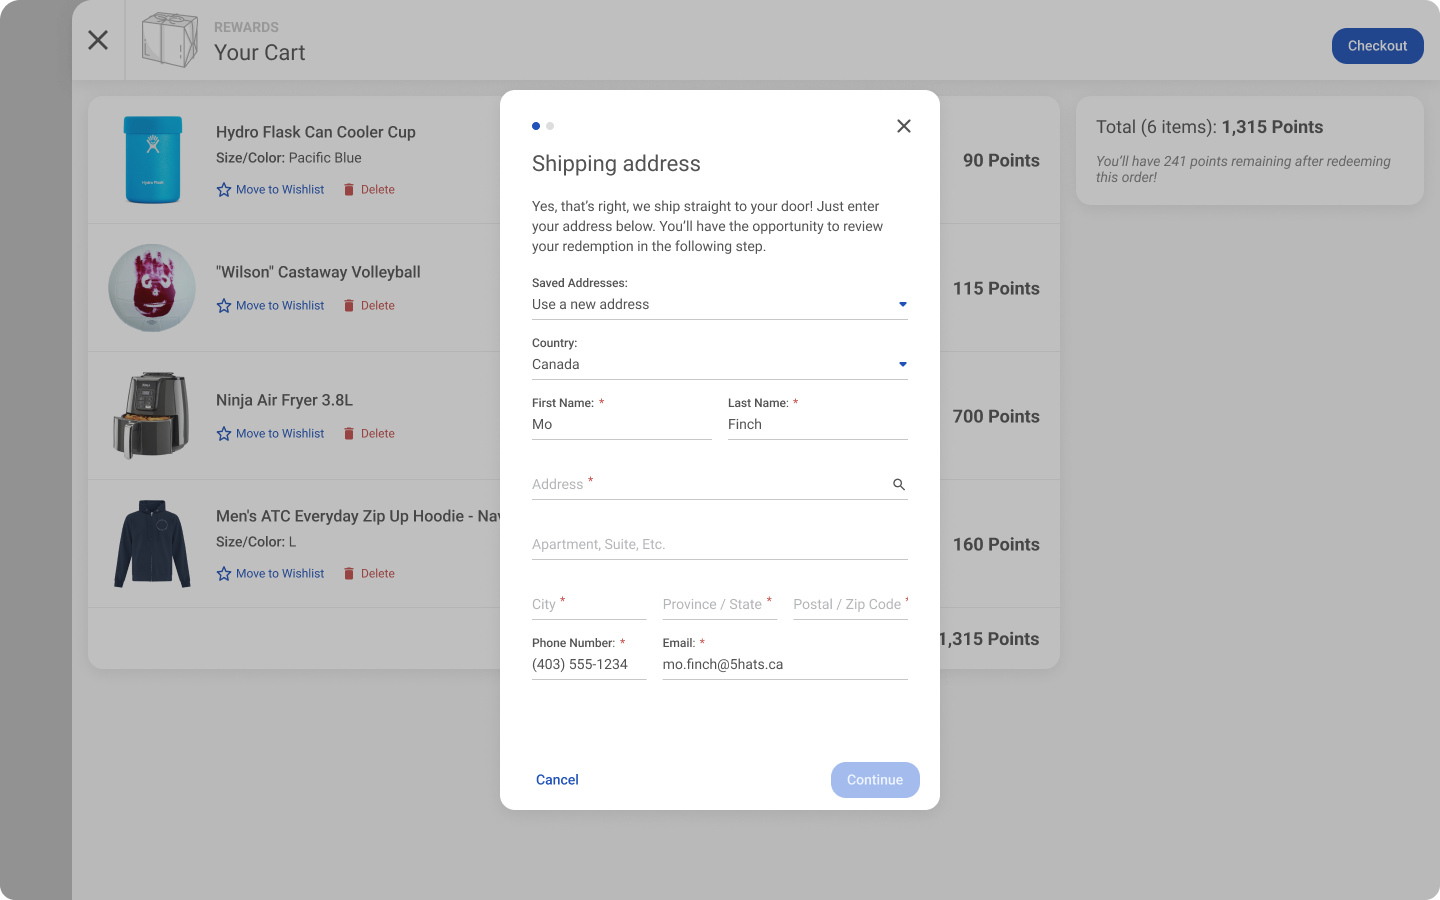 REWARDS
Your Cart
Checkout
Hydro Flask Can Cooler Cup
Size/Color: Pacific Blue
Move to Wishlist
Delete
90 Points
Hydro Flask
"Wilson" Castaway Volleyball
Move to Wishlist
Delete
115 Points
Ninja Air Fryer 3.8L
Move to Wishlist
Delete
700 Points
Men's ATC Everyday Zip Up Hoodie - Nav
Size/Color: L
Move to Wishlist
Delete
160 Points
1,315 Points
Total (6 items): 1,315 Points
You'll have 241 points remaining after redeeming
this order!
Shipping address
Yes, that's right, we ship straight to your door! Just enter
your address below. You'll have the opportunity to review
your redemption in the following step.
Saved Addresses:
Use a new address
Country:
Canada
First Name: *
Mo
Last Name: *
Finch
Address *
Apartment, Suite, Etc.
City *
Province / State *
Postal / Zip Code *
Phone Number: *
(403) 555-1234
Email: *
mo.finch@5hats.ca
Cancel
Continue